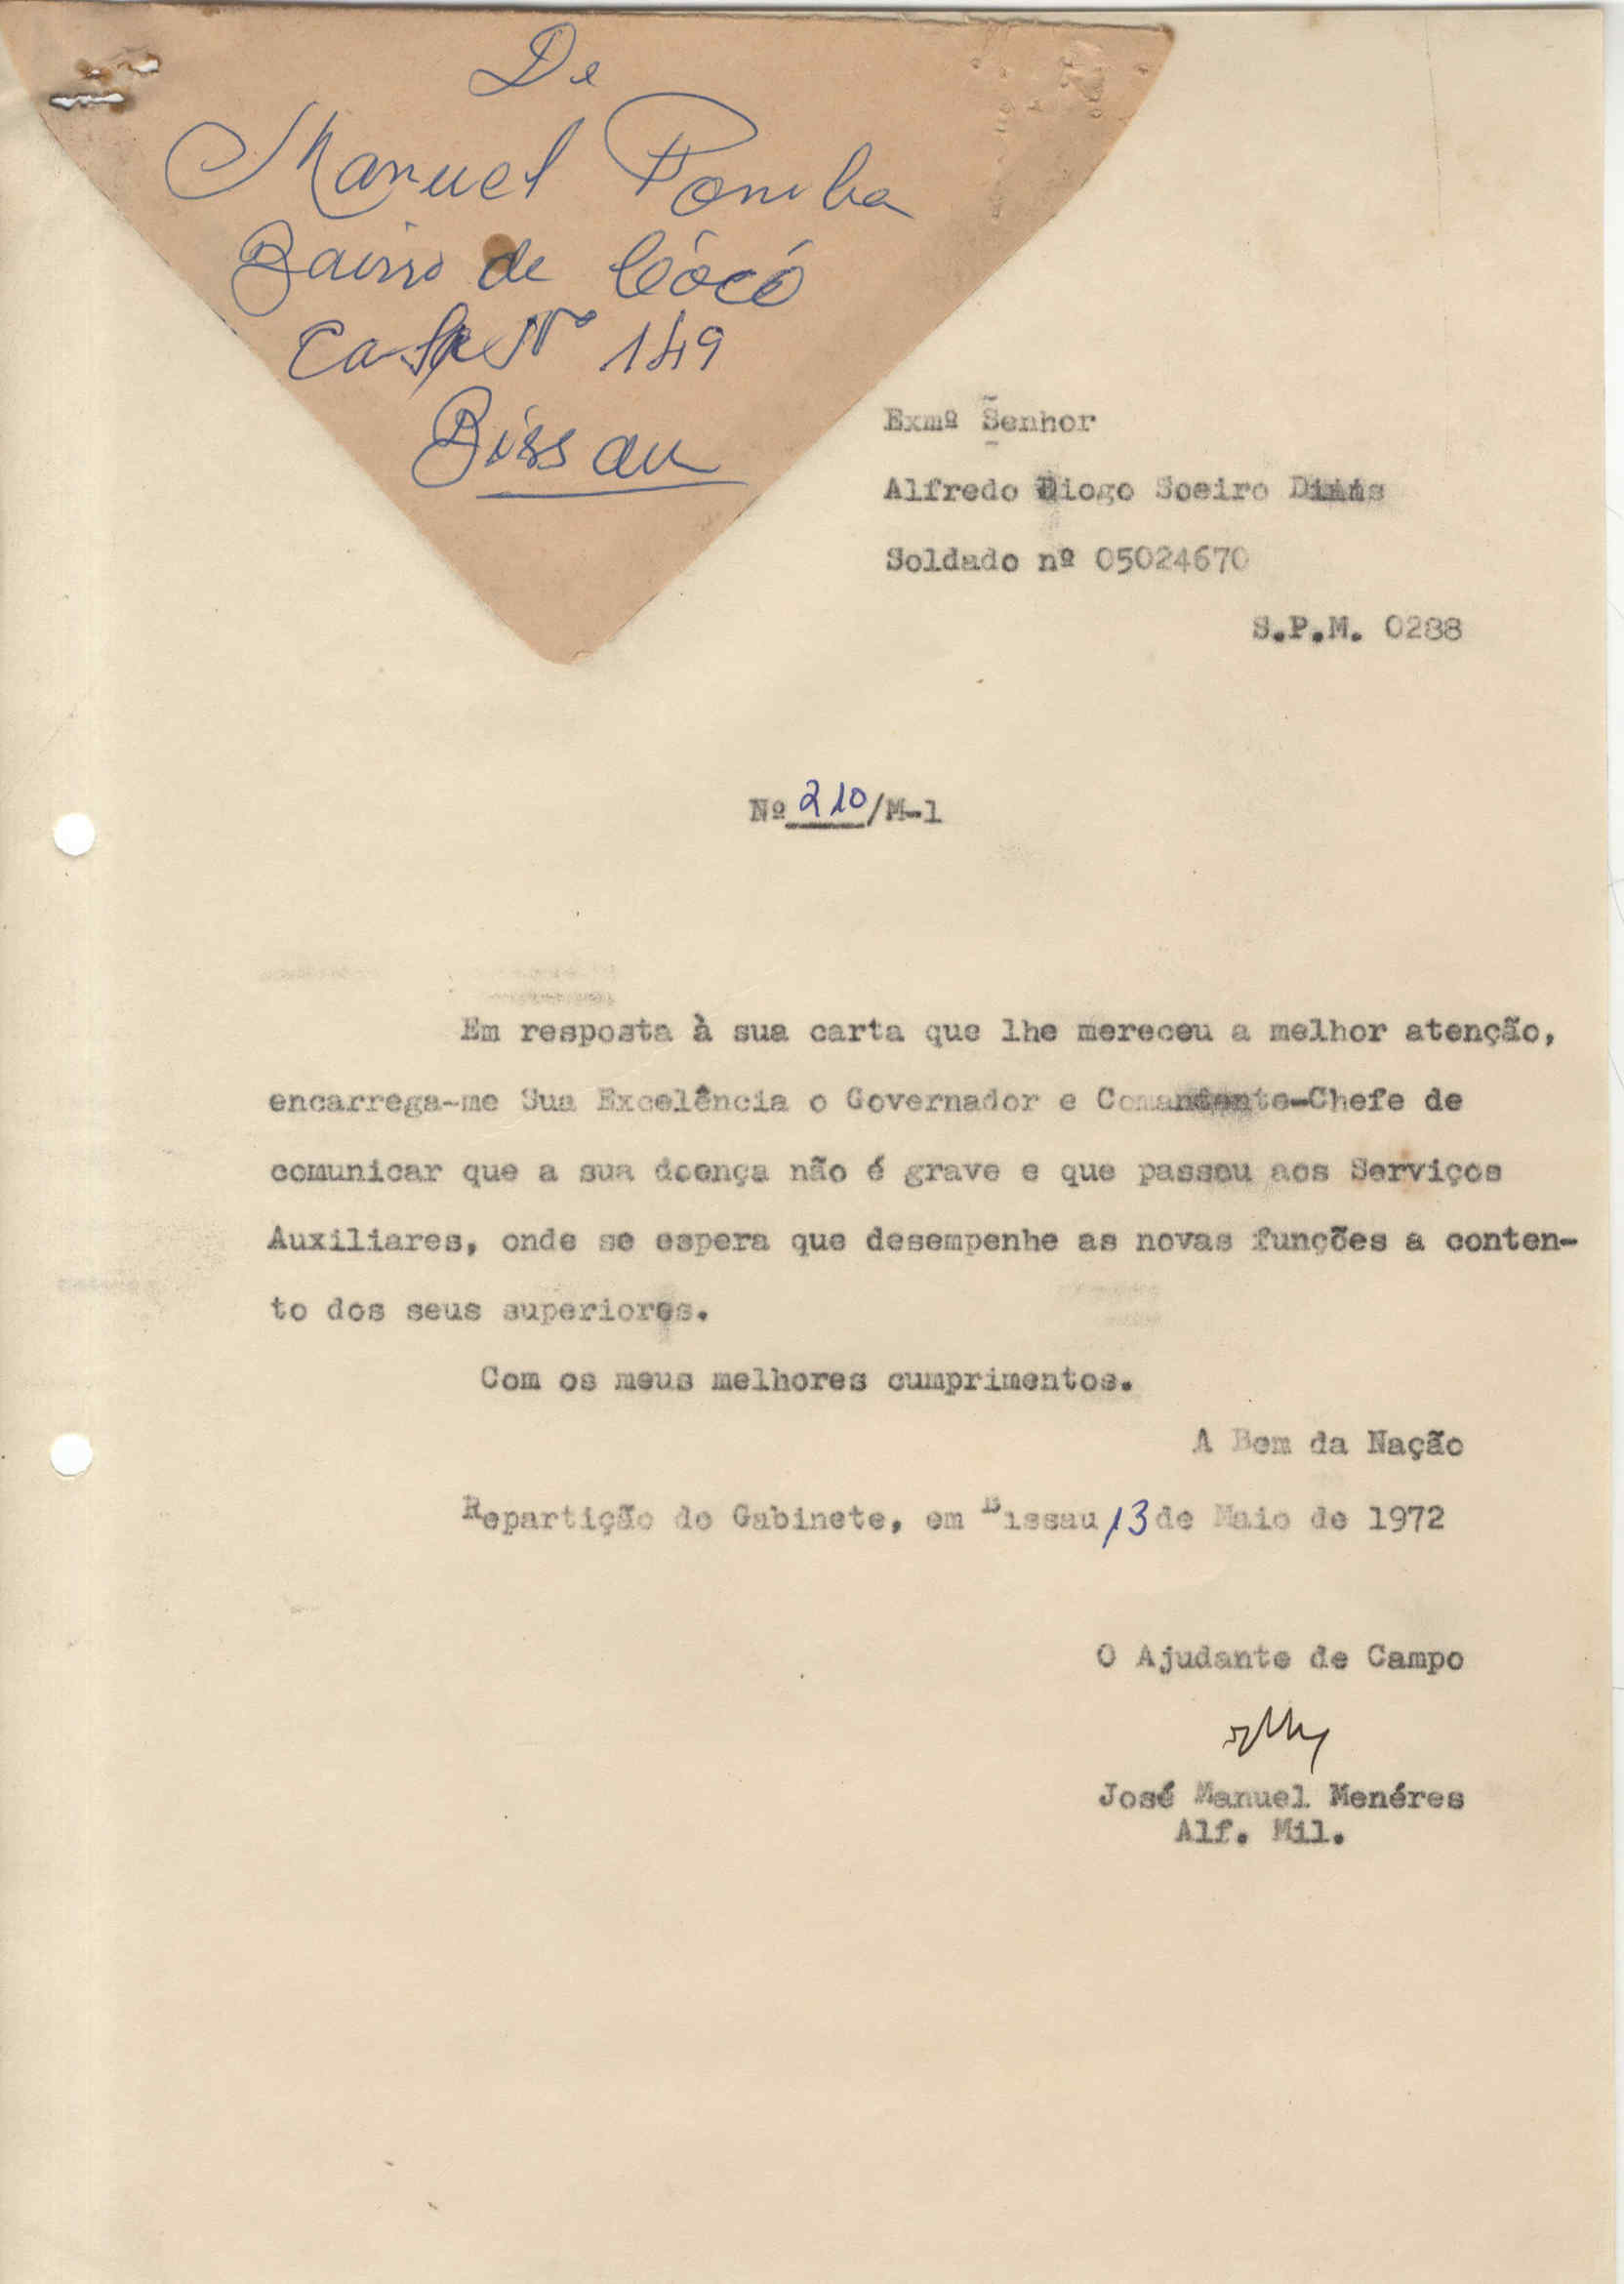 De
Manuel Pomba
Bairro de Cócó
Casa Nº 149
Bissau
Exmº Senhor
Alfredo Diogo Soeiro
Soldado nº 05024670
S.P.M. 0288
Nº 210/M-1
Em resposta à sua carta que lhe mereceu a melhor atenção,
encarrega-me Sua Excelência o Governador e Comandante-Chefe de
comunicar que a sua doença não é grave e que passou aos Serviços
Auxiliares, onde se espera que desempenhe as novas funções a conten-
to dos seus superiores.
Com os meus melhores cumprimentos.
A Bem da Nação
Repartição do Gabinete, em Bissau 13 de Maio de 1972
O Ajudante de Campo
José Manuel Menéres
Alf. Mil.